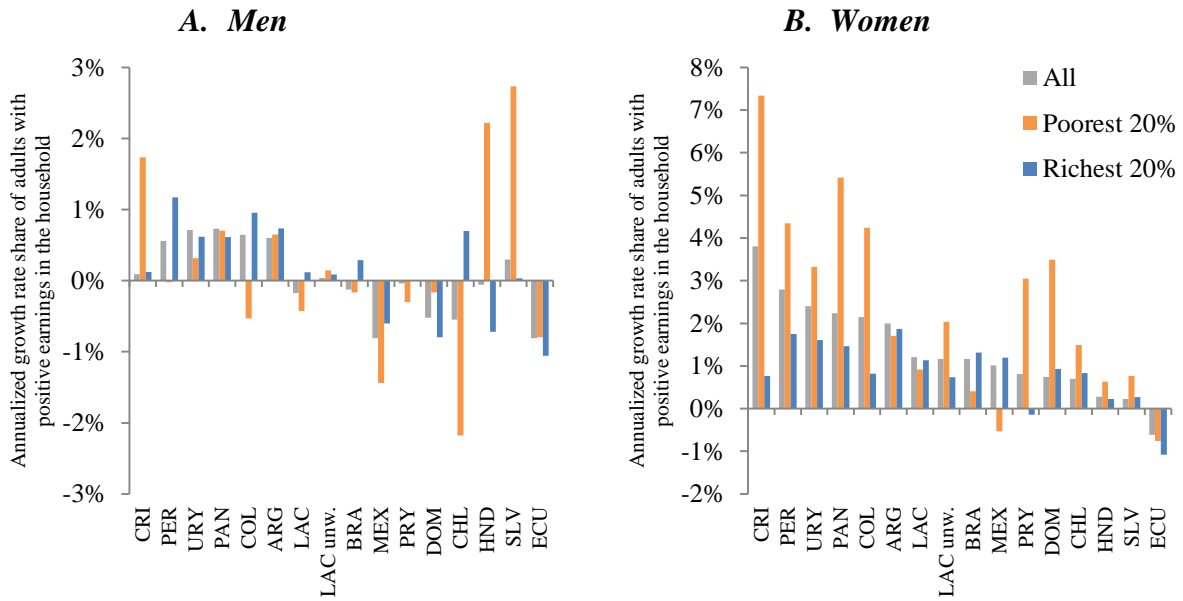 A. Men
Annualized growth rate share of adults with
positive earnings in the household
3%
2%
1%
0%
-1%
-2%
-3%
CRI
PER
URY
PAN
COL
ARG
LAC
LAC unw.
BRA
MEX
PRY
DOM
CHL
HND
SLV
ECU
B. Women
Annualized growth rate share of adults with
positive earnings in the household
8%
7%
6%
5%
4%
3%
2%
1%
0%
-1%
-2%
All
Poorest 20%
Richest 20%
CRI
PER
URY
PAN
COL
ARG
LAC
LAC unw.
BRA
MEX
PRY
DOM
CHL
HND
SLV
ECU